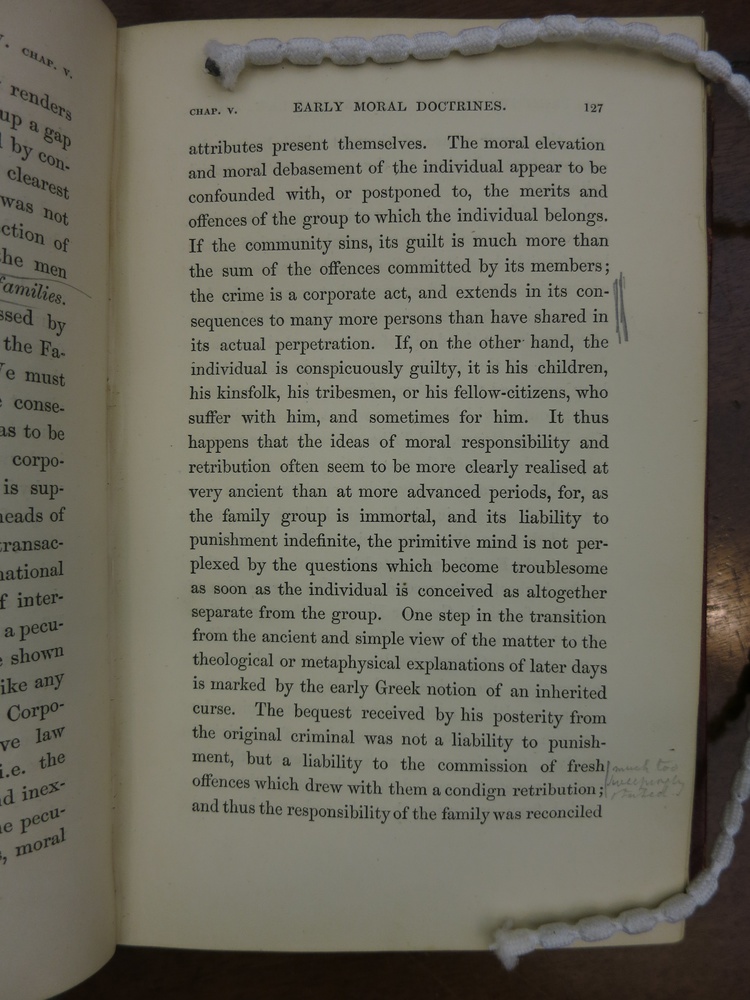 V. CHAP. V.
renders
up a gap
by con-
clearest
was not
ction of
the men
families.
ssed by
the Fa-
We must
conse-
as to be
corpo-
is sup-
heads of
transac-
national
f inter-
a pecu-
shown
like any
Corpo-
ve law
i.e. the
nd inex-
he pecu-
, moral
CHAP. V. EARLY MORAL DOCTRINES. 127
attributes present themselves. The moral elevation
and moral debasement of the individual appear to be
confounded with, or postponed to, the merits and
offences of the group to which the individual belongs.
If the community sins, its guilt is much more than
the sum of the offences committed by its members;
the crime is a corporate act, and extends in its con-
sequences to many more persons than have shared in
its actual perpetration. If, on the other hand, the
individual is conspicuously guilty, it is his children,
his kinsfolk, his tribesmen, or his fellow-citizens, who
suffer with him, and sometimes for him. It thus
happens that the ideas of moral responsibility and
retribution often seem to be more clearly realised at
very ancient than at more advanced periods, for, as
the family group is immortal, and its liability to
punishment indefinite, the primitive mind is not per-
plexed by the questions which become troublesome
as soon as the individual is conceived as altogether
separate from the group. One step in the transition
from the ancient and simple view of the matter to the
theological or metaphysical explanations of later days
is marked by the early Greek notion of an inherited
curse. The bequest received by his posterity from
the original criminal was not a liability to punish-
ment, but a liability to the commission of fresh
offences which drew with them a condign retribution;
and thus the responsibility of the family was reconciled
much too